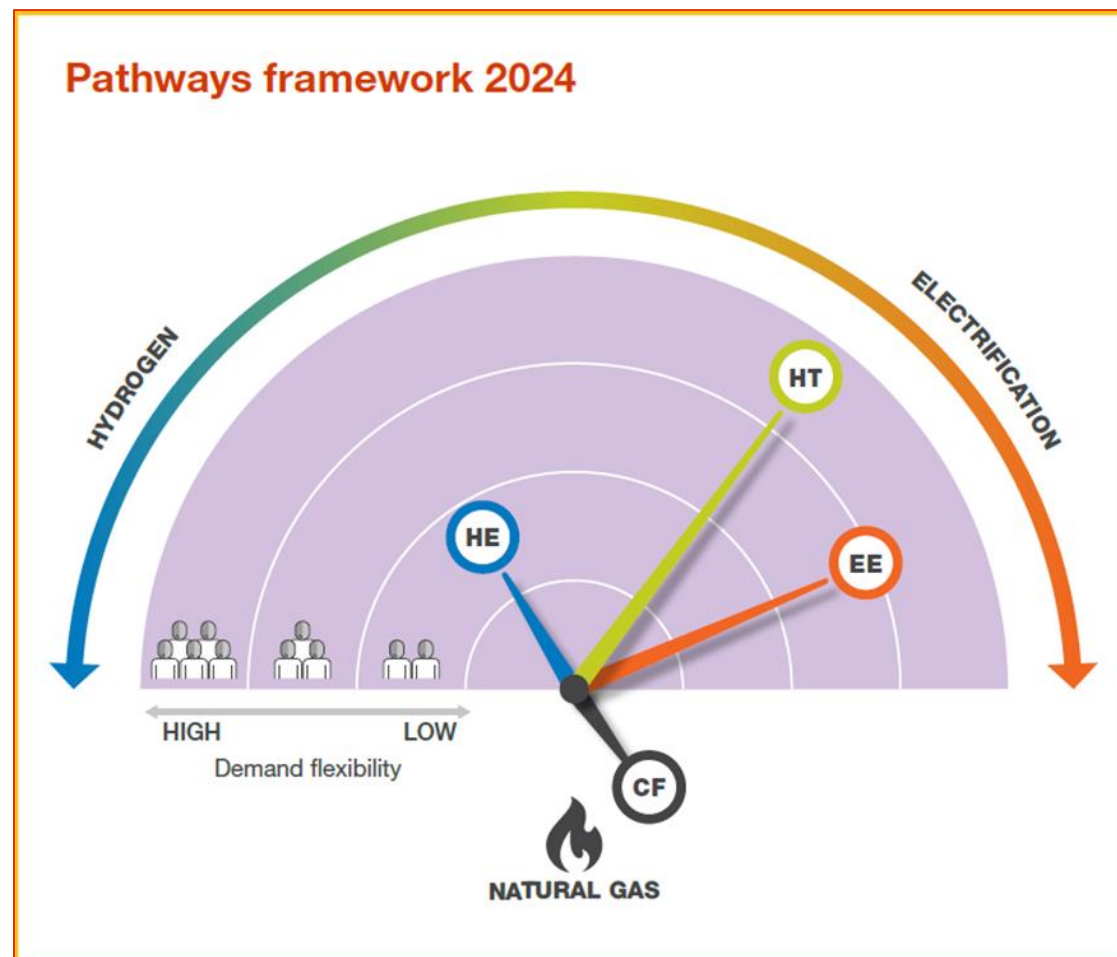 Pathways framework 2024
HYDROGEN
ELECTRIFICATION
HT
HE
EE
HIGH
LOW
Demand flexibility
CF
NATURAL GAS